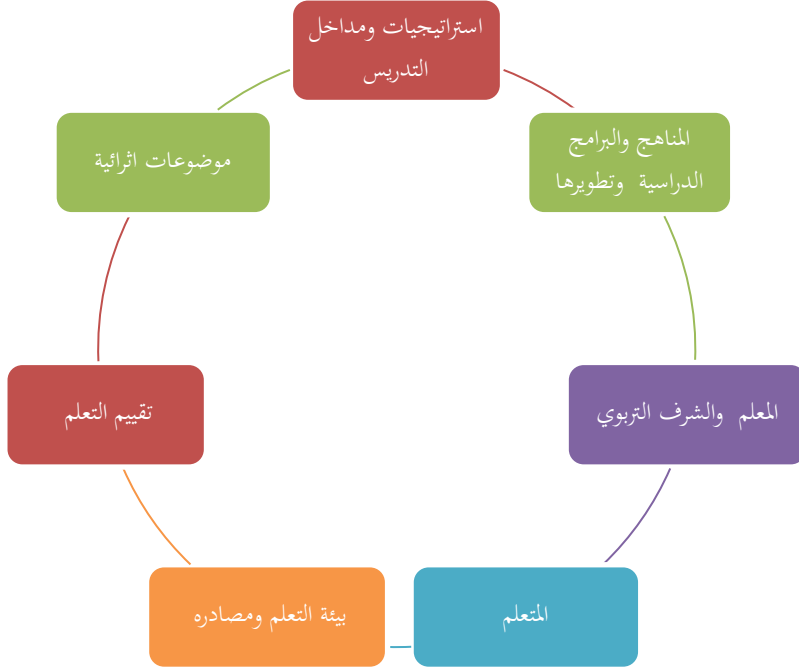 استراتيجيات ومداخل
التدريس
المناهج والبرامج
الدراسية وتطويرها
المعلم والشرف التربوي
المتعلم
بيئة التعلم ومصادره
تقييم التعلم
موضوعات اثرائية